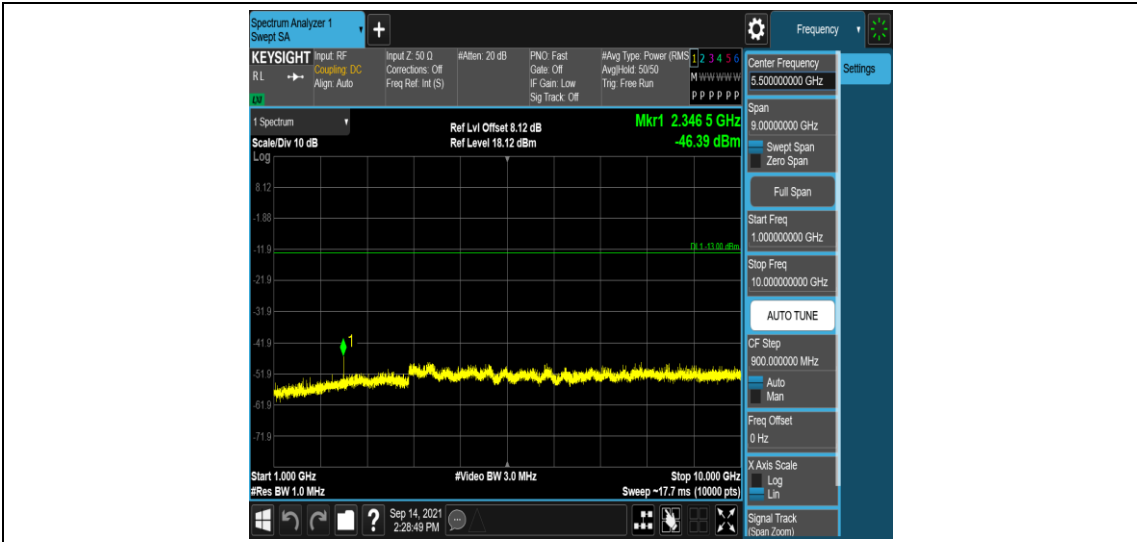 Spectrum Analyzer 1
Swept SA
+
Frequency
KEYSIGHT
RL
LXI
Input: RF
Coupling: DC
Align: Auto
Input Z: 50 Ω
Corrections: Off
Freq Ref: Int (S)
#Atten: 20 dB
PNO: Fast
Gate: Off
IF Gain: Low
Sig Track: Off
#Avg Type: Power (RMS
Avg|Hold: 50/50
Trig: Free Run
1 2 3 4 5 6
M W W W W W
P P P P P P
Center Frequency
5.500000000 GHz
Settings
Span
9.00000000 GHz
Swept Span
Zero Span
Full Span
Start Freq
1.000000000 GHz
Stop Freq
10.000000000 GHz
AUTO TUNE
CF Step
900.000000 MHz
Auto
Man
Freq Offset
0 Hz
X Axis Scale
Log
Lin
Signal Track
(Span Zoom)
1 Spectrum
Scale/Div 10 dB
Log
Ref Lvl Offset 8.12 dB
Ref Level 18.12 dBm
Mkr1 2.346 5 GHz
-46.39 dBm
8.12
-1.88
-11.9
DL1 -13.00 dBm
-21.9
-31.9
-41.9
1
-51.9
-61.9
-71.9
Start 1.000 GHz
#Res BW 1.0 MHz
#Video BW 3.0 MHz
Stop 10.000 GHz
Sweep ~17.7 ms (10000 pts)
?
Sep 14, 2021
2:28:49 PM